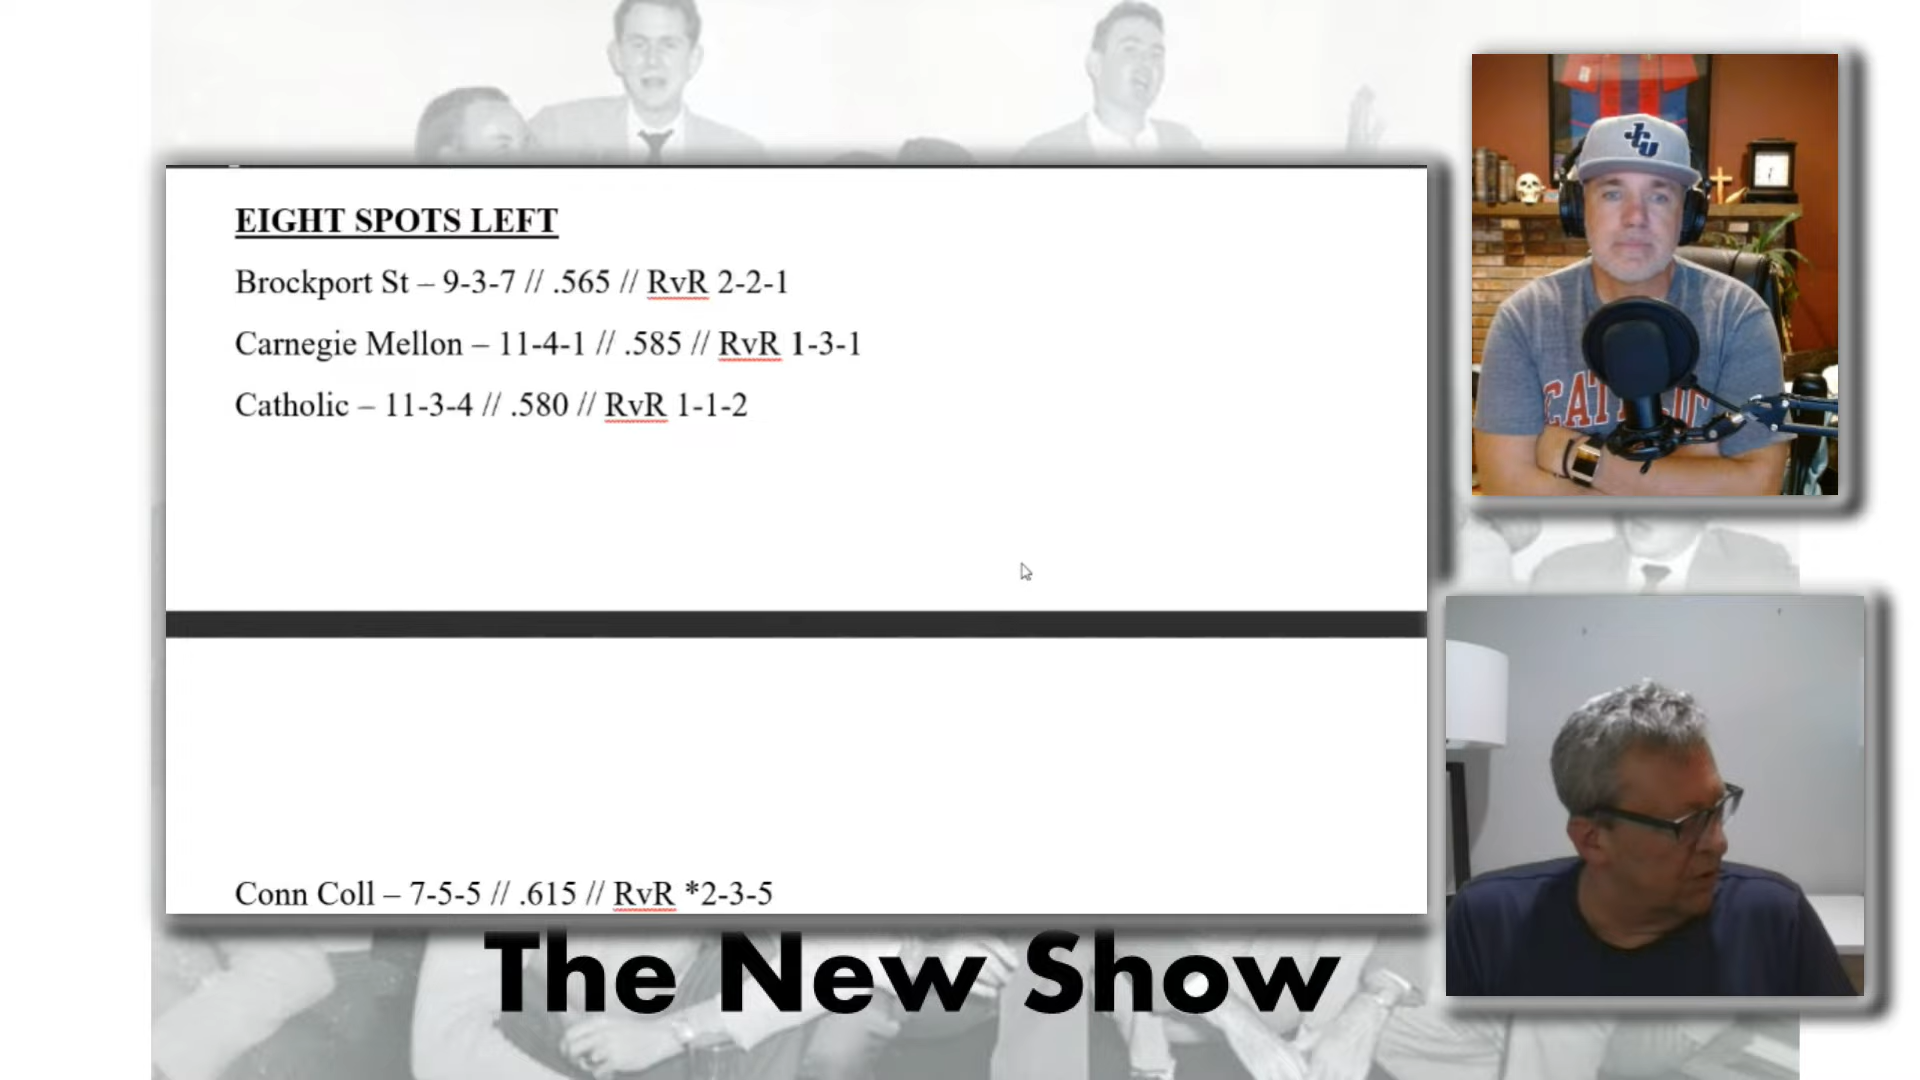 EIGHT SPOTS LEFT
Brockport St – 9-3-7 // .565 // RvR 2-2-1
Carnegie Mellon – 11-4-1 // .585 // RvR 1-3-1
Catholic – 11-3-4 // .580 // RvR 1-1-2
Conn Coll – 7-5-5 // .615 // RvR *2-3-5
The New Show
JCU